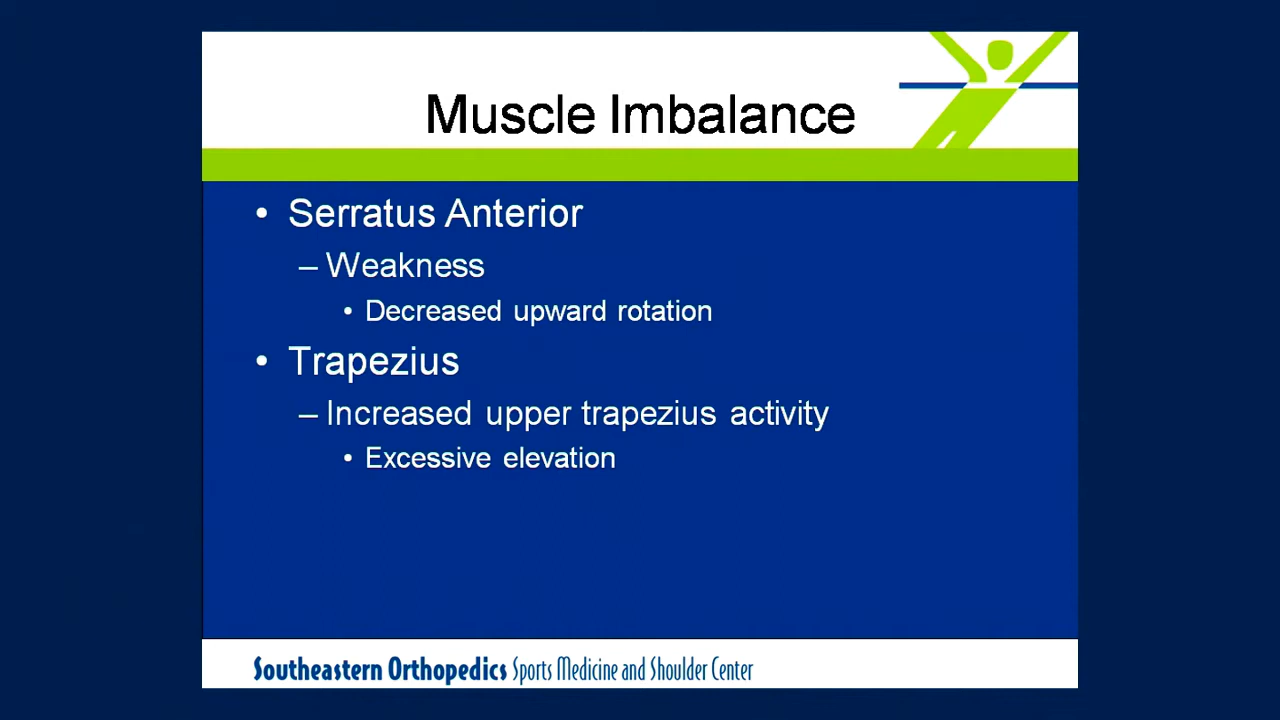 Muscle Imbalance
• Serratus Anterior
– Weakness
• Decreased upward rotation
• Trapezius
– Increased upper trapezius activity
• Excessive elevation
Southeastern Orthopedics Sports Medicine and Shoulder Center